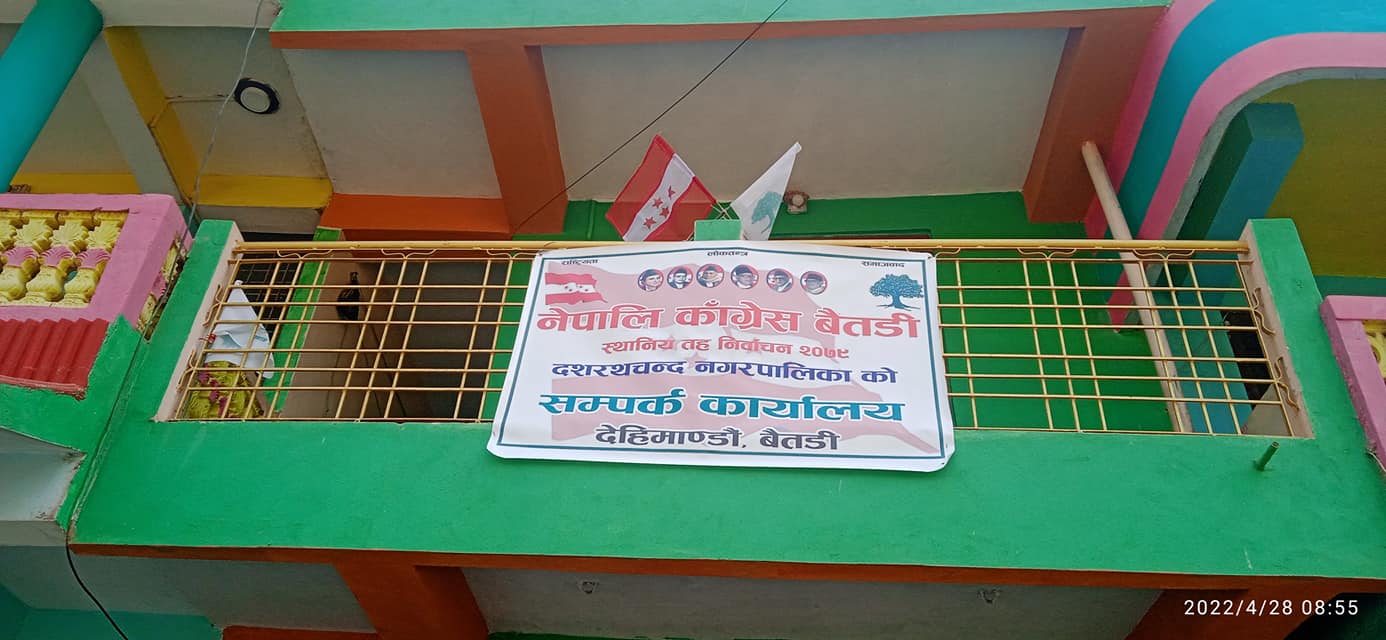 राष्ट्रियता लोकतन्त्र समाजवाद
नेपालि काँग्रेस बैतडी
स्थानिय तह निर्वाचन २०७९
दशरथचन्द नगरपालिका को
सम्पर्क कार्यालय
देहिमाण्डौं, बैतडी
2022/4/28 08:55